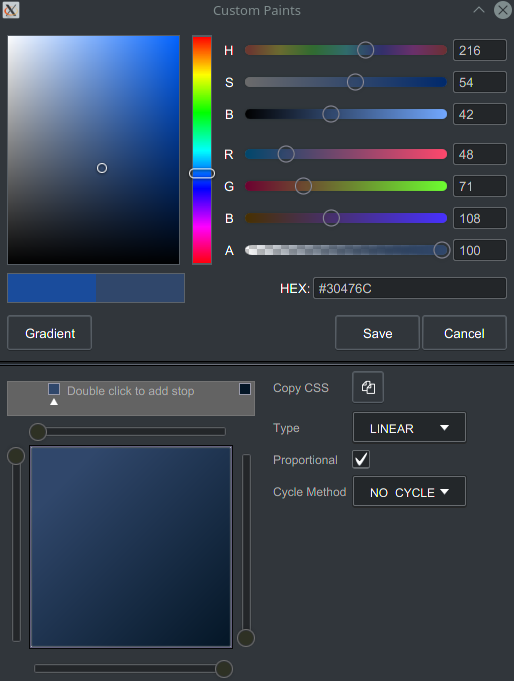 Custom Paints
H 216
S 54
B 42
R 48
G 71
B 108
A 100
HEX: #30476C
Gradient Save Cancel
Double click to add stop
Copy CSS
Type LINEAR
Proportional
Cycle Method NO CYCLE